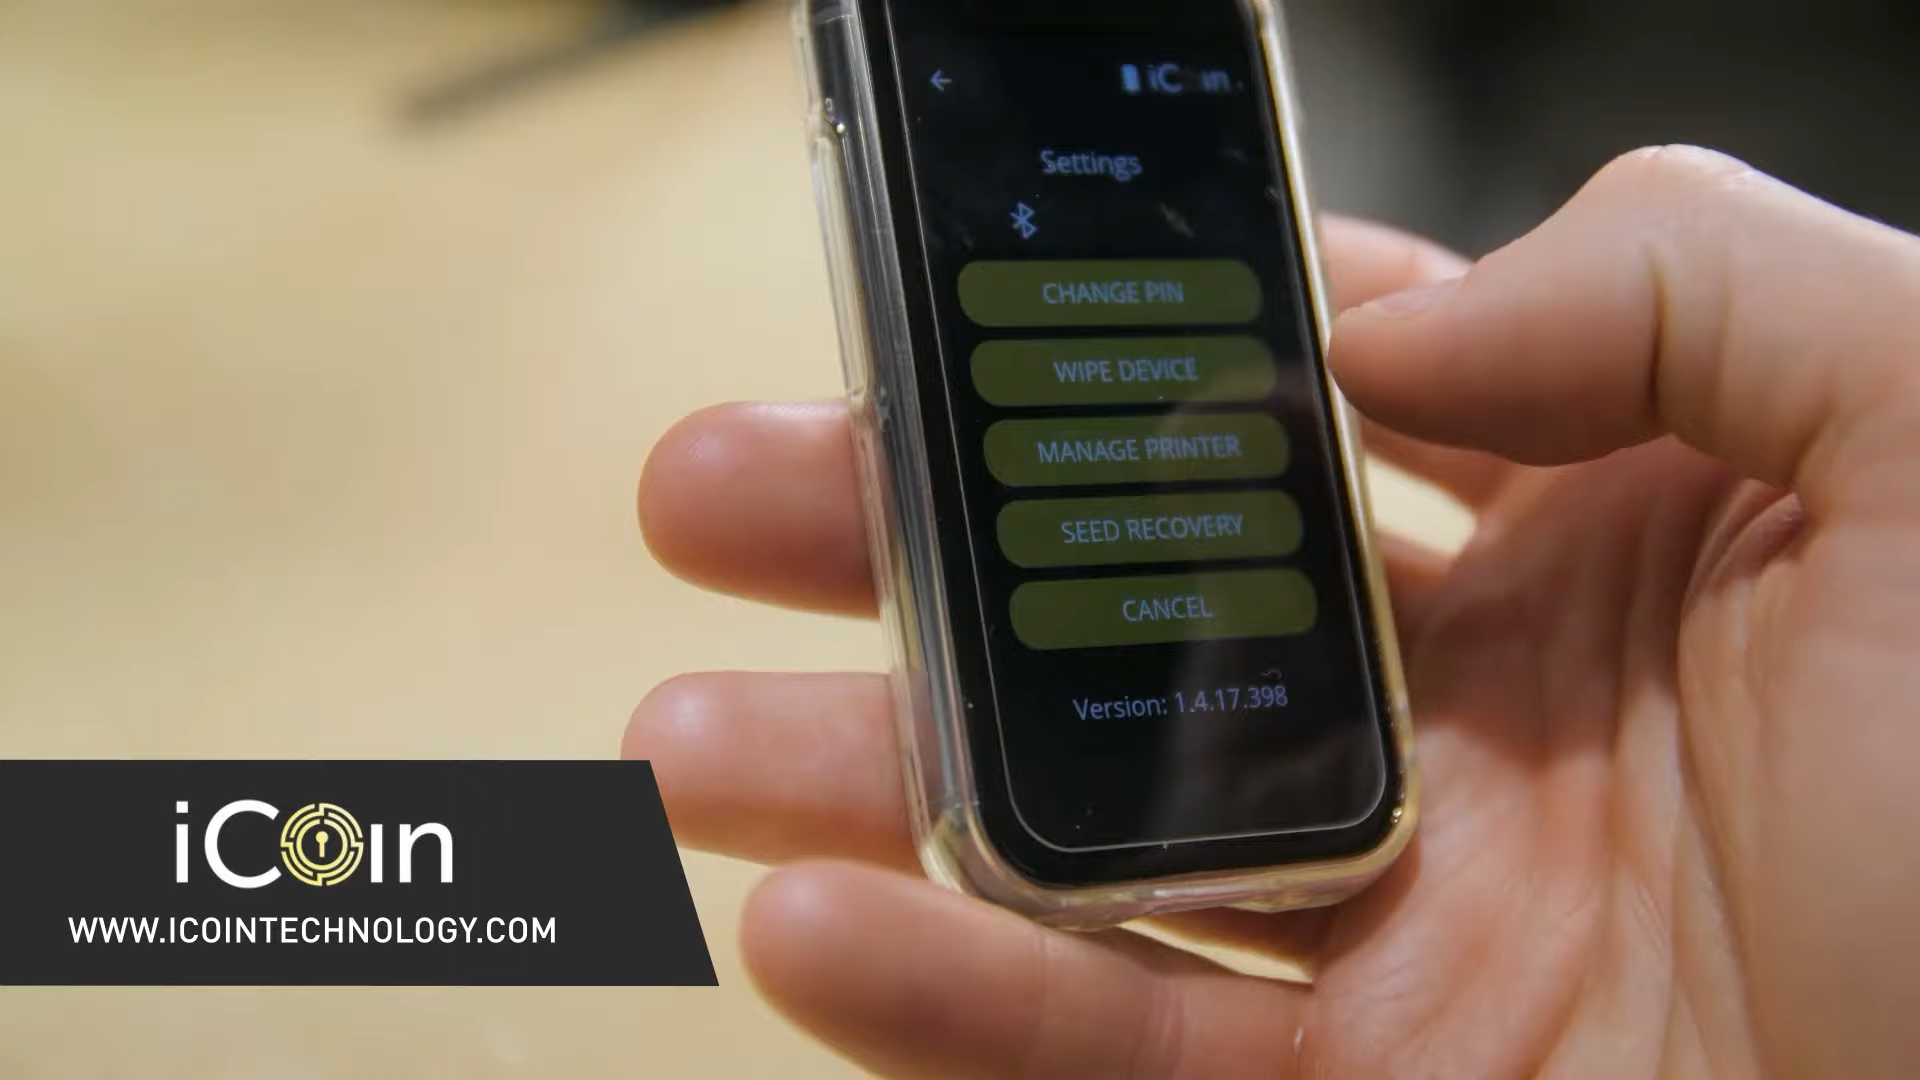 iCoin
Settings
CHANGE PIN
WIPE DEVICE
MANAGE PRINTER
SEED RECOVERY
CANCEL
Version: 1.4.17.398
iCoin
WWW.ICOINTECHNOLOGY.COM